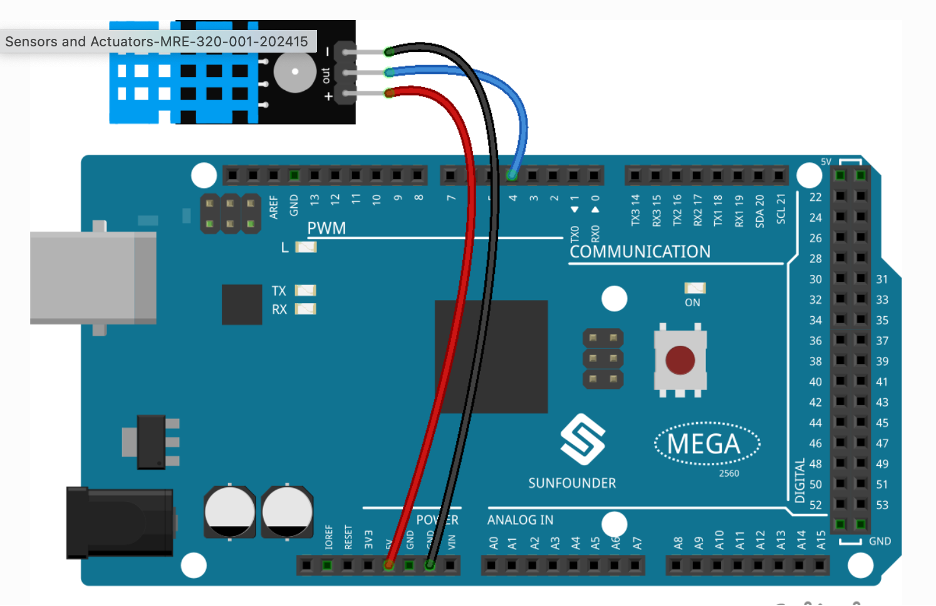 Sensors and Actuators-MRE-320-001-202415
−
out
+
5V
AREF
GND
13
12
11
10
9
8
7
5
4
3
2
TX0 ▶ 1
RX0 ◀ 0
TX3 14
RX3 15
TX2 16
RX2 17
TX1 18
RX1 19
SDA 20
SCL 21
PWM
COMMUNICATION
L
TX
RX
ON
22
24
26
28
30 31
32 33
34 35
36 37
38 39
40 41
42 43
44 45
46 47
48 49
50 51
52 53
DIGITAL
GND
MEGA
2560
SUNFOUNDER
POWER
ANALOG IN
IOREF
RESET
3V3
5V
GND
GND
VIN
A0
A1
A2
A3
A4
A5
A6
A7
A8
A9
A10
A11
A12
A13
A14
A15